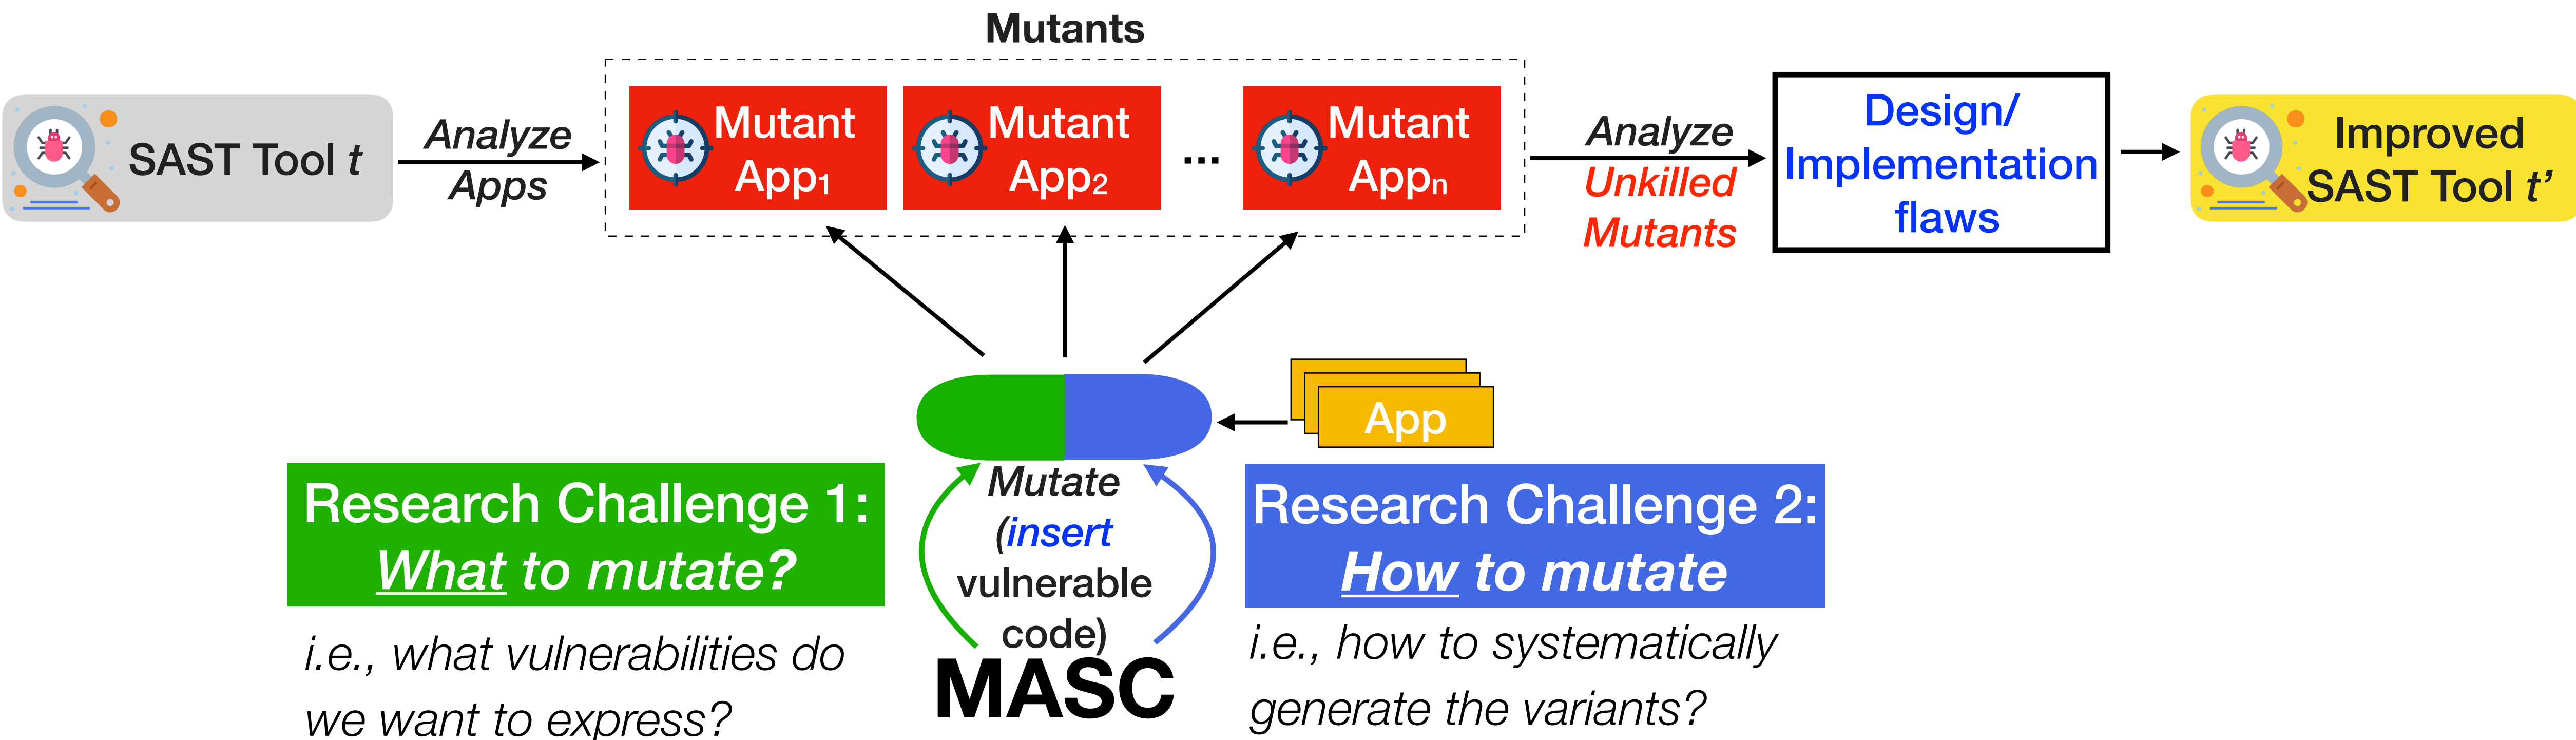 Mutants
SAST Tool t
Analyze
Apps
Mutant
App1
Mutant
App2
...
Mutant
Appn
Analyze
Unkilled
Mutants
Design/
Implementation
flaws
Improved
SAST Tool t’
App
Research Challenge 1:
What to mutate?
i.e., what vulnerabilities do
we want to express?
Mutate
(insert
vulnerable
code)
MASC
Research Challenge 2:
How to mutate
i.e., how to systematically
generate the variants?